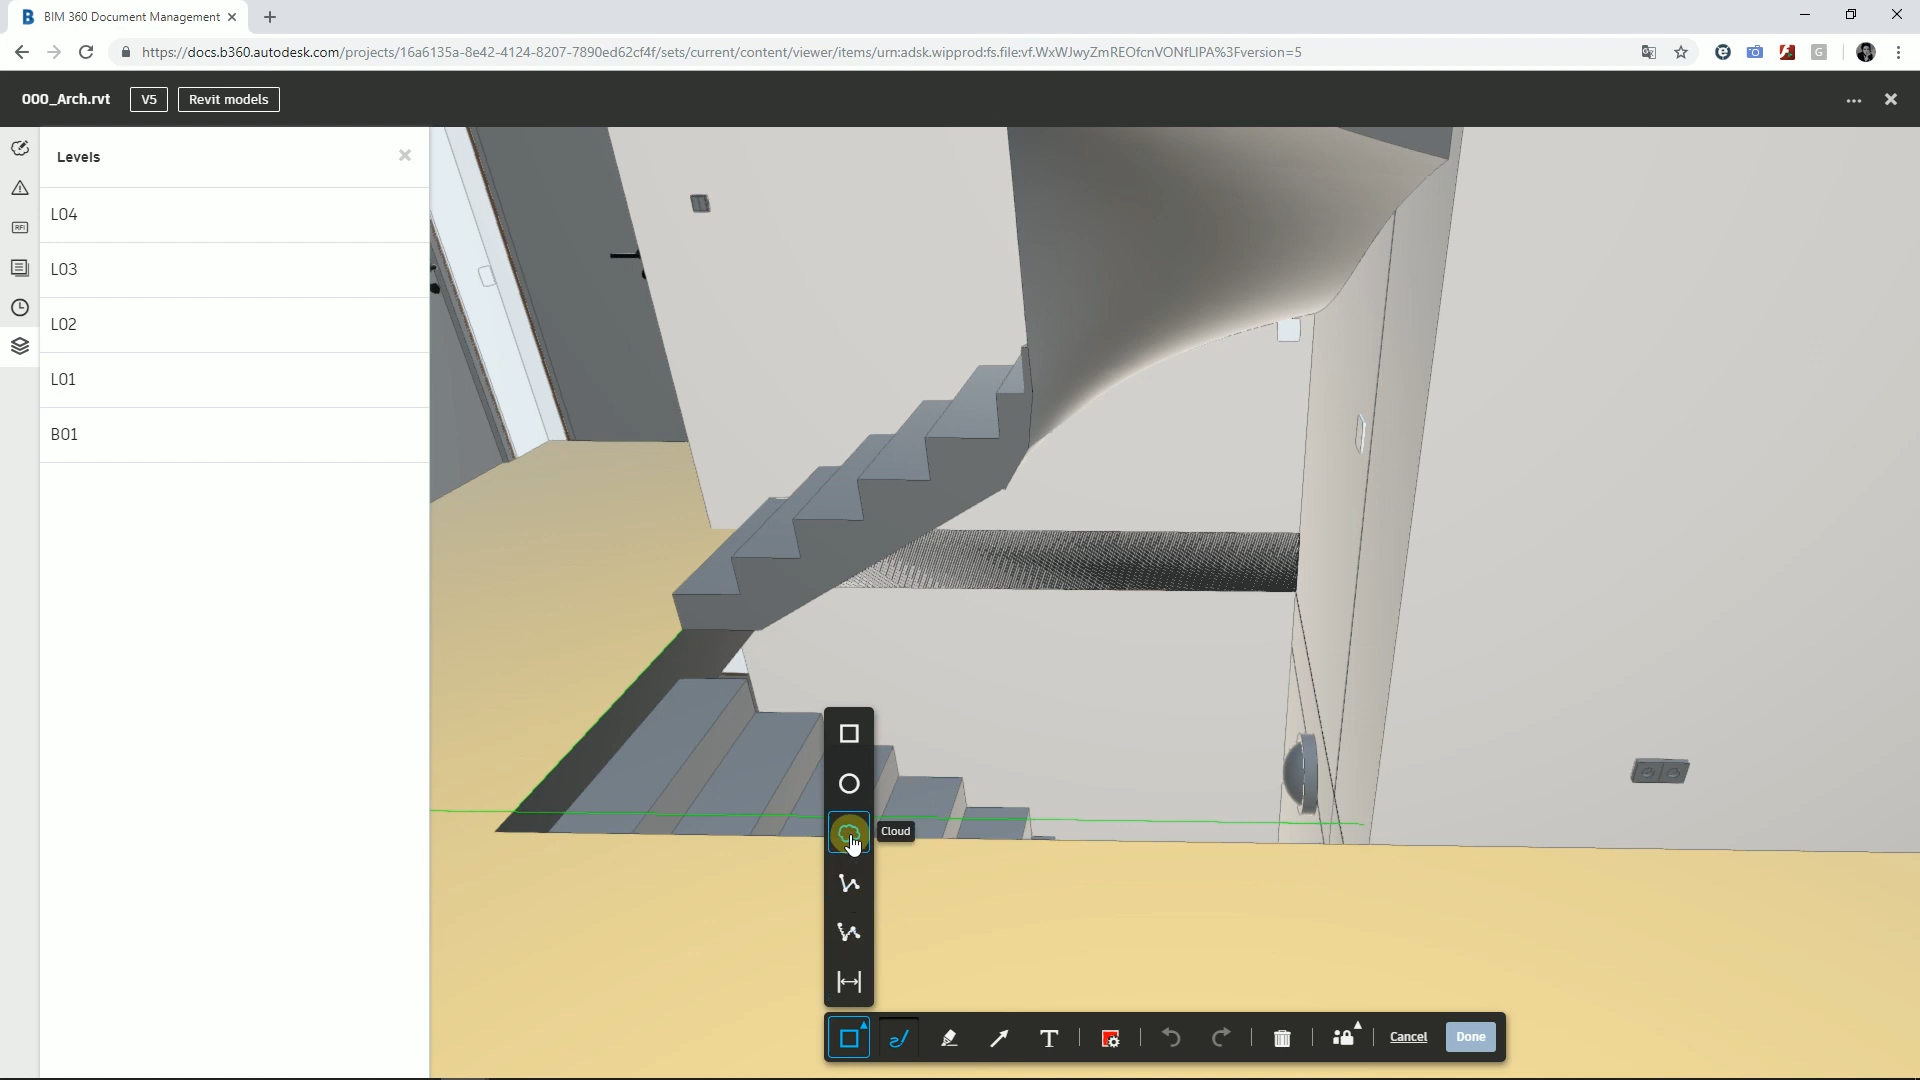 BIM 360 Document Management
https://docs.b360.autodesk.com/projects/16a6135a-8e42-4124-8207-7890ed62cf4f/sets/current/content/viewer/items/urn:adsk.wipprod:fs.file:vf.WxWJwyZmREOfcnVONfLIPA%3Fversion=5
000_Arch.rvt V5 Revit models
Levels
L04
RFI
L03
L02
L01
B01
Cloud
T Cancel Done